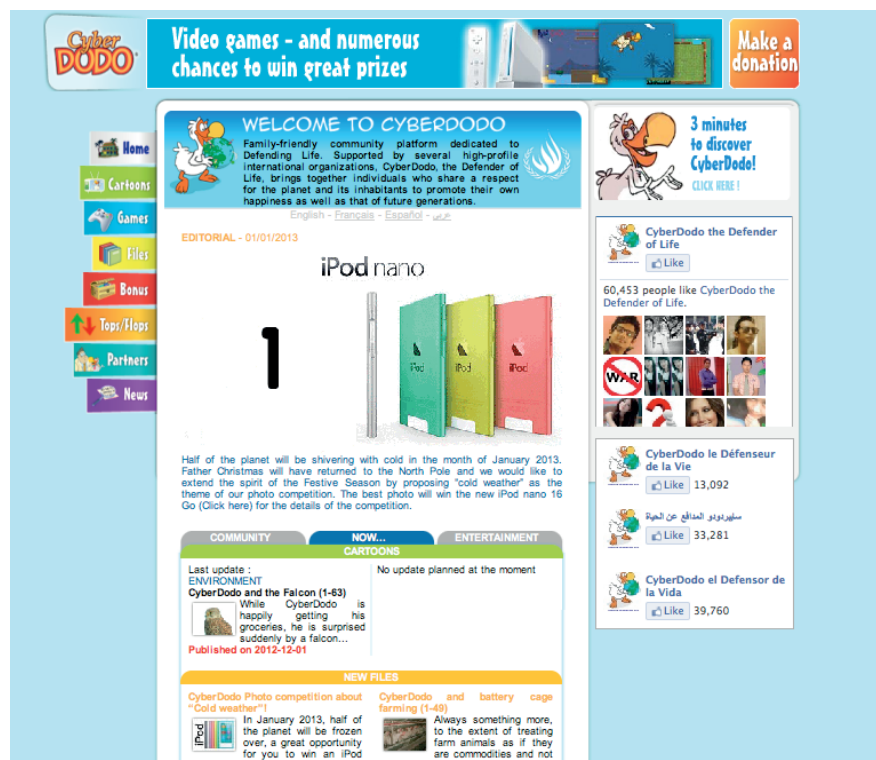 Cyber
DODO
Video games - and numerous
chances to win great prizes
Make a
donation
Home
Cartoons
Games
Files
Bonus
Tops/Flops
Partners
News
WELCOME TO CYBERDODO
Family-friendly community platform dedicated to
Defending Life. Supported by several high-profile
international organizations, CyberDodo, the Defender of
Life, brings together individuals who share a respect
for the planet and its inhabitants to promote their own
happiness as well as that of future generations.
English - Français - Español - عربي
EDITORIAL - 01/01/2013
iPod nano
1
iPod
iPod
iPod
Half of the planet will be shivering with cold in the month of January 2013.
Father Christmas will have returned to the North Pole and we would like to
extend the spirit of the Festive Season by proposing "cold weather" as the
theme of our photo competition. The best photo will win the new iPod nano 16
Go (Click here) for the details of the competition.
COMMUNITY
NOW...
ENTERTAINMENT
CARTOONS
Last update :
ENVIRONMENT
CyberDodo and the Falcon (1-63)
While CyberDodo is
happily getting his
groceries, he is surprised
suddenly by a falcon...
Published on 2012-12-01
No update planned at the moment
NEW FILES
CyberDodo Photo competition about
"Cold weather"!
iPod
In January 2013, half of
the planet will be frozen
over, a great opportunity
for you to win an iPod
CyberDodo and battery cage
farming (1-49)
Always something more,
to the extent of treating
farm animals as if they
are commodities and not
3 minutes
to discover
CyberDodo!
CLICK HERE !
CyberDodo the Defender
of Life
Like
60,453 people like CyberDodo the
Defender of Life.
WAR
?
CyberDodo le Défenseur
de la Vie
Like 13,092
سايبردودو المدافع عن الحياة
Like 33,281
CyberDodo el Defensor de
la Vida
Like 39,760